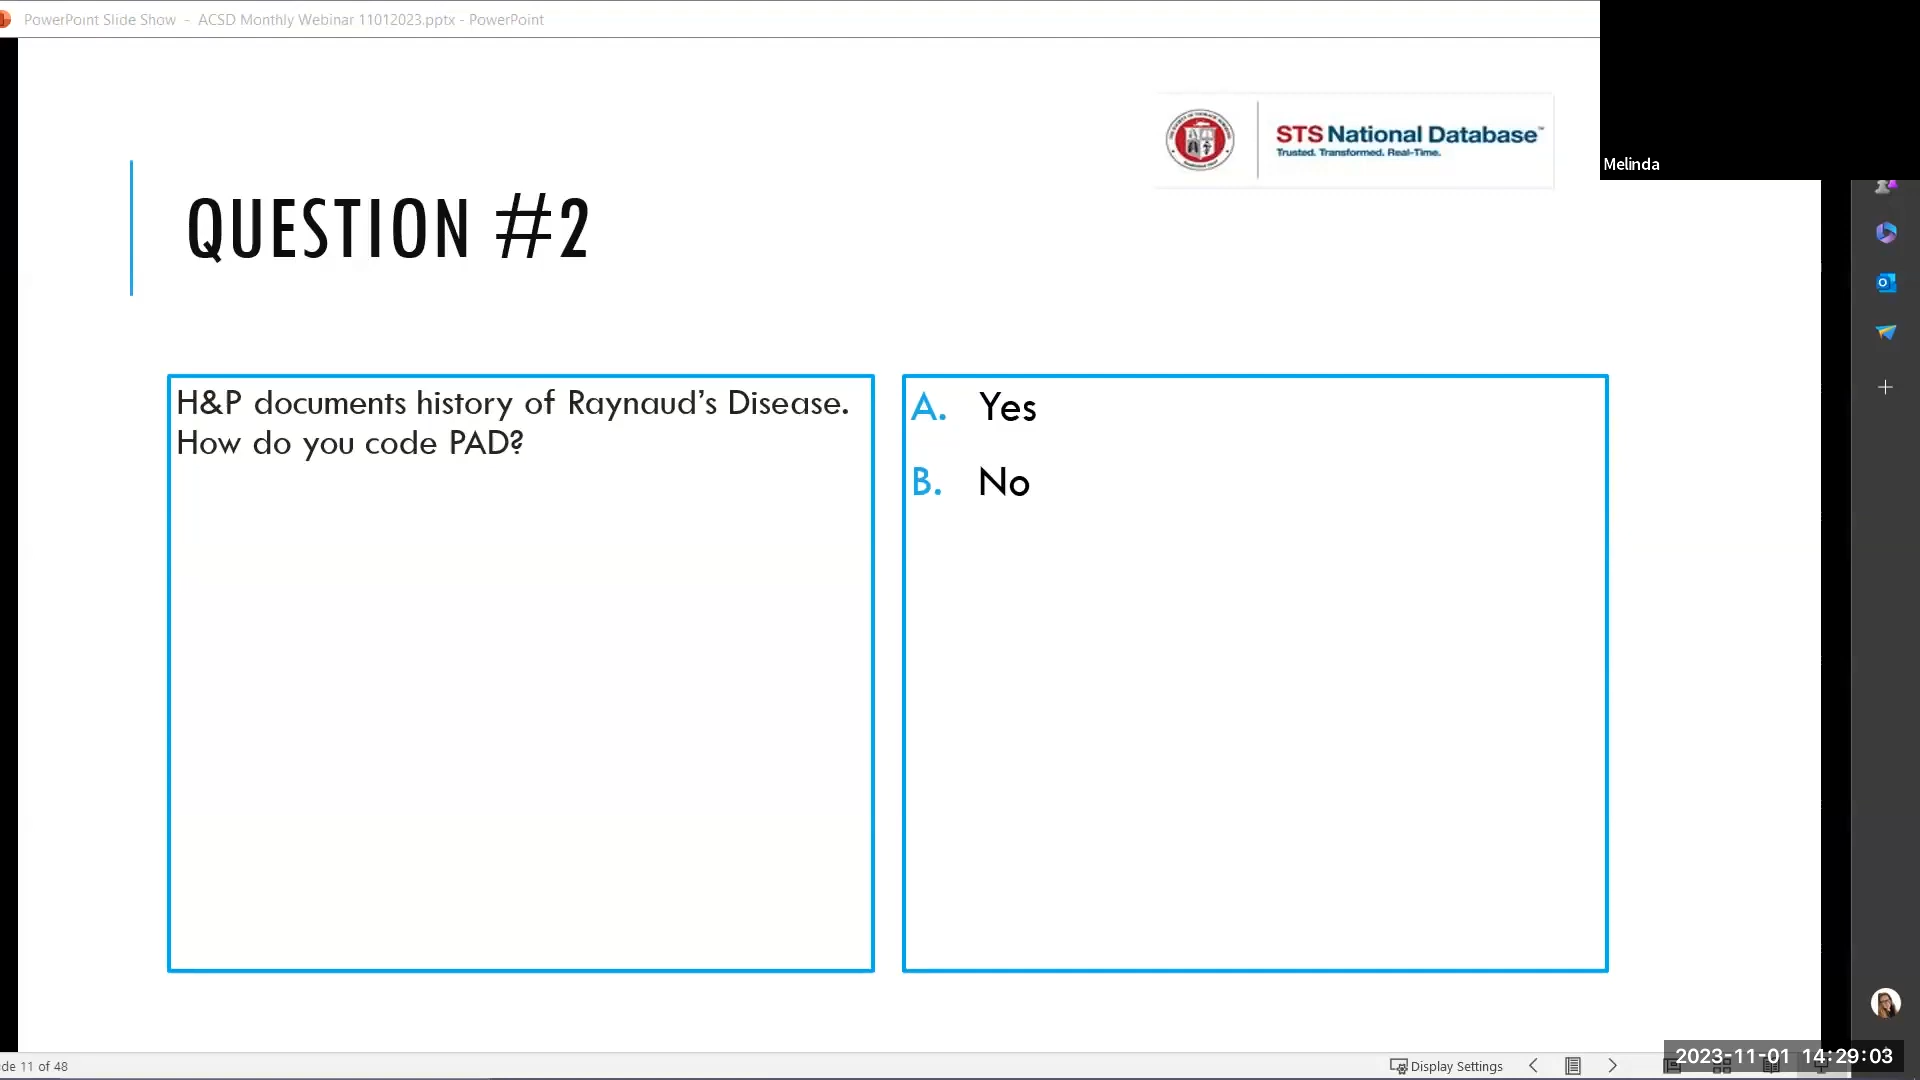 PowerPoint Slide Show - ACSD Monthly Webinar 11012023.pptx - PowerPoint
STS National Database™
Trusted. Transformed. Real-Time.
Melinda
QUESTION #2
H&P documents history of Raynaud's Disease.
How do you code PAD?
A. Yes
B. No
de 11 of 48
Display Settings
2023-11-01 14:29:03